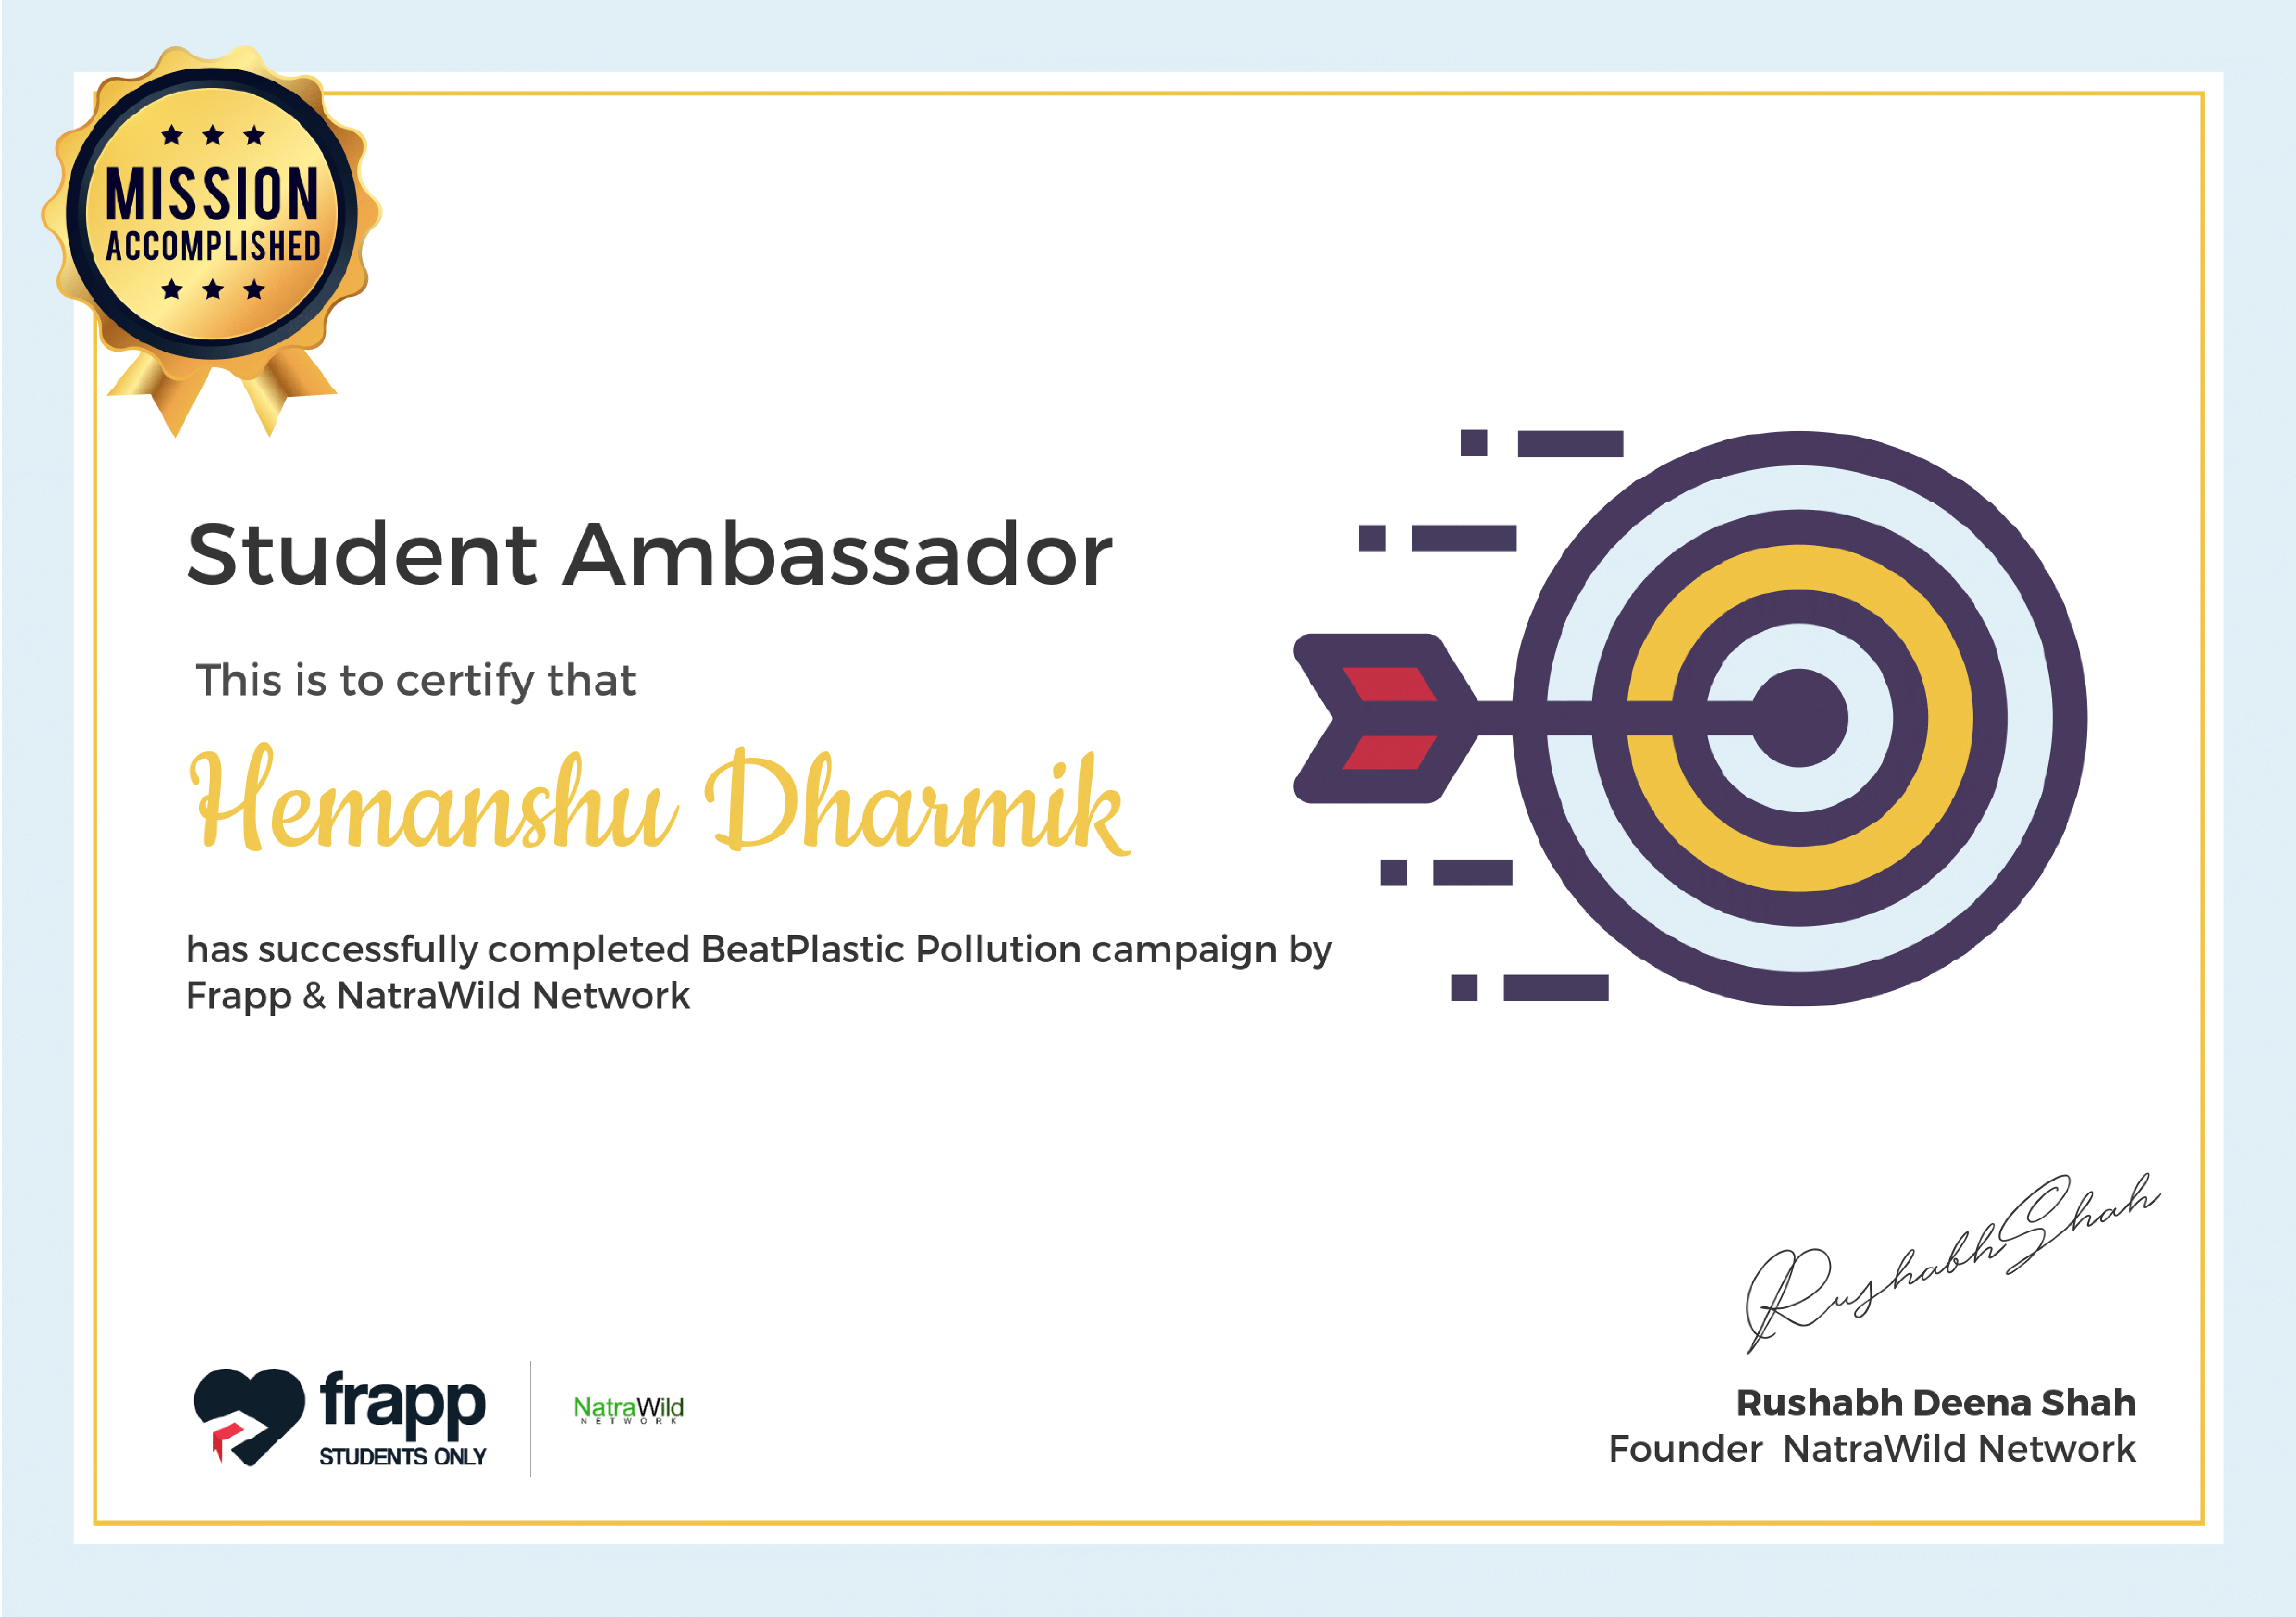 MISSION
ACCOMPLISHED
Student Ambassador
This is to certify that
Hemanshu Dharmik
has successfully completed BeatPlastic Pollution campaign by
Frapp & NatraWild Network
Rushabh Shah
frapp
STUDENTS ONLY
NatraWild
NETWORK
Rushabh Deena Shah
Founder NatraWild Network